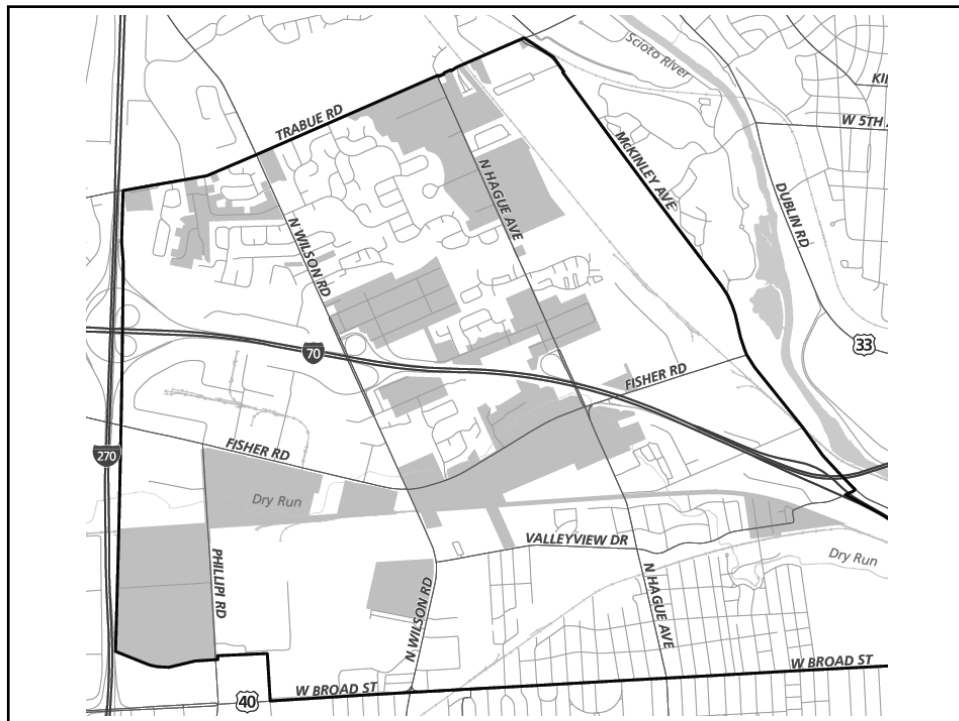 Scioto River
KI
W 5TH A
TRABUE RD
McKINLEY AVE
N HAGUE AVE
DUBLIN RD
N WILSON RD
33
70
FISHER RD
FISHER RD
270
Dry Run
VALLEYVIEW DR
Dry Run
PHILLIPI RD
N WILSON RD
N HAGUE AVE
W BROAD ST
W BROAD ST
40